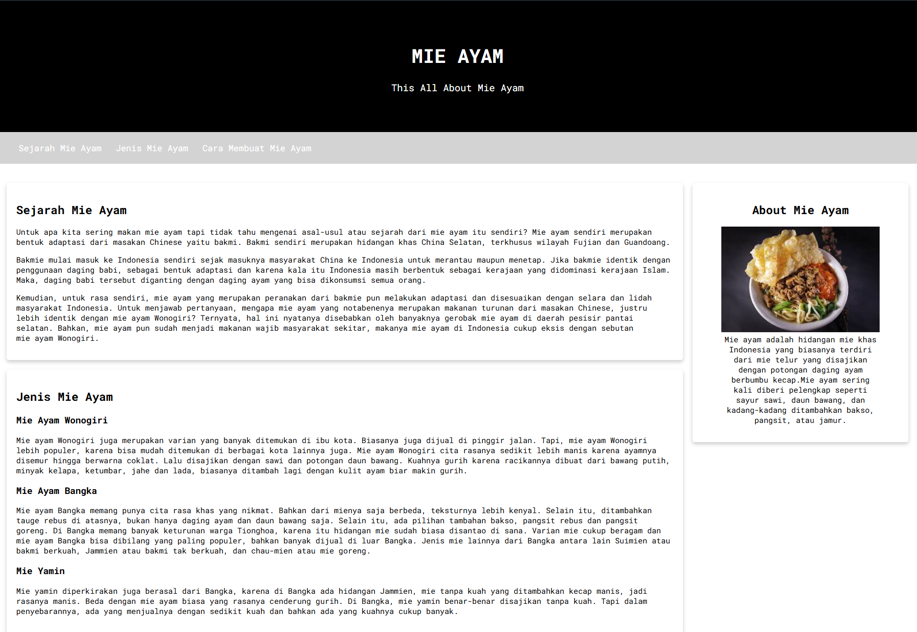 MIE AYAM
This All About Mie Ayam
Sejarah Mie Ayam
Jenis Mie Ayam
Cara Membuat Mie Ayam
Sejarah Mie Ayam
Untuk apa kita sering makan mie ayam tapi tidak tahu mengenai asal-usul atau sejarah dari mie ayam itu sendiri? Mie ayam sendiri merupakan
bentuk adaptasi dari masakan Chinese yaitu bakmi. Bakmi sendiri merupakan hidangan khas China Selatan, terkhusus wilayah Fujian dan Guandoang.
Bakmie mulai masuk ke Indonesia sendiri sejak masuknya masyarakat China ke Indonesia untuk merantau maupun menetap. Jika bakmie identik dengan
penggunaan daging babi, sebagai bentuk adaptasi dan karena kala itu Indonesia masih berbentuk sebagai kerajaan yang didominasi kerajaan Islam.
Maka, daging babi tersebut diganting dengan daging ayam yang bisa dikonsumsi semua orang.
Kemudian, untuk rasa sendiri, mie ayam yang merupakan peranakan dari bakmie pun melakukan adaptasi dan disesuaikan dengan selara dan lidah
masyarakat Indonesia. Untuk menjawab pertanyaan, mengapa mie ayam yang notabenenya merupakan makanan turunan dari masakan Chinese, justru
lebih identik dengan mie ayam Wonogiri? Ternyata, hal ini nyatanya disebabkan oleh banyaknya gerobak mie ayam di daerah pesisir pantai
selatan. Bahkan, mie ayam pun sudah menjadi makanan wajib masyarakat sekitar, makanya mie ayam di Indonesia cukup eksis dengan sebutan
mie ayam Wonogiri.
Jenis Mie Ayam
Mie Ayam Wonogiri
Mie ayam Wonogiri juga merupakan varian yang banyak ditemukan di ibu kota. Biasanya juga dijual di pinggir jalan. Tapi, mie ayam Wonogiri
lebih populer, karena bisa mudah ditemukan di berbagai kota lainnya juga. Mie ayam Wonogiri cita rasanya sedikit lebih manis karena ayamnya
disemur hingga berwarna coklat. Lalu disajikan dengan sawi dan potongan daun bawang. Kuahnya gurih karena racikannya dibuat dari bawang putih,
minyak kelapa, ketumbar, jahe dan lada, biasanya ditambah lagi dengan kulit ayam biar makin gurih.
Mie Ayam Bangka
Mie ayam Bangka memang punya cita rasa khas yang nikmat. Bahkan dari mienya saja berbeda, teksturnya lebih kenyal. Selain itu, ditambahkan
tauge rebus di atasnya, bukan hanya daging ayam dan daun bawang saja. Selain itu, ada pilihan tambahan bakso, pangsit rebus dan pangsit
goreng. Di Bangka memang banyak keturunan warga Tionghoa, karena itu hidangan mie sudah biasa disantao di sana. Varian mie cukup beragam dan
mie ayam Bangka bisa dibilang yang paling populer, bahkan banyak dijual di luar Bangka. Jenis mie lainnya dari Bangka antara lain Suimien atau
bakmi berkuah, Jammien atau bakmi tak berkuah, dan chau-mien atau mie goreng.
Mie Yamin
Mie yamin diperkirakan juga berasal dari Bangka, karena di Bangka ada hidangan Jammien, mie tanpa kuah yang ditambahkan kecap manis, jadi
rasanya manis. Beda dengan mie ayam biasa yang rasanya cenderung gurih. Di Bangka, mie yamin benar-benar disajikan tanpa kuah. Tapi dalam
penyebarannya, ada yang menjualnya dengan sedikit kuah dan bahkan ada yang kuahnya cukup banyak.
About Mie Ayam
Mie ayam adalah hidangan mie khas
Indonesia yang biasanya terdiri
dari mie telur yang disajikan
dengan potongan daging ayam
berbumbu kecap.Mie ayam sering
kali diberi pelengkap seperti
sayur sawi, daun bawang, dan
kadang-kadang ditambahkan bakso,
pangsit, atau jamur.